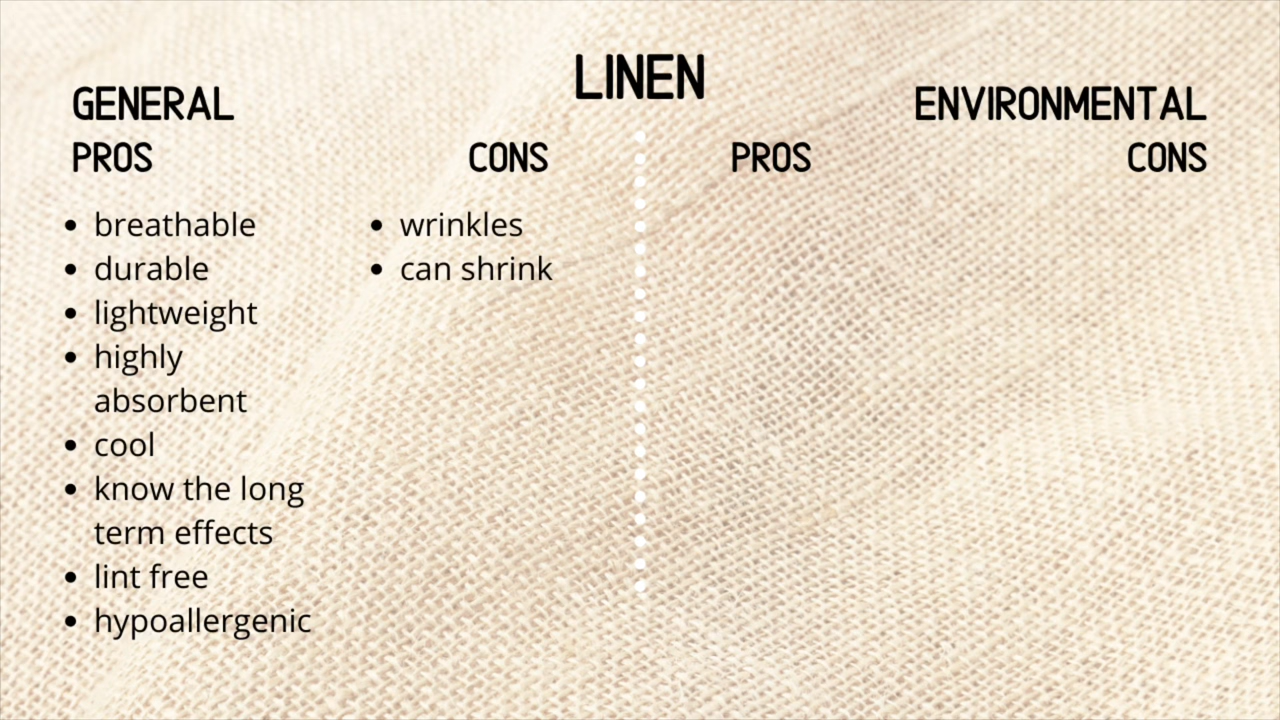 LINEN
GENERAL
ENVIRONMENTAL
PROS
CONS
PROS
CONS
• breathable
• durable
• lightweight
• highly
absorbent
• cool
• know the long
term effects
• lint free
• hypoallergenic
• wrinkles
• can shrink